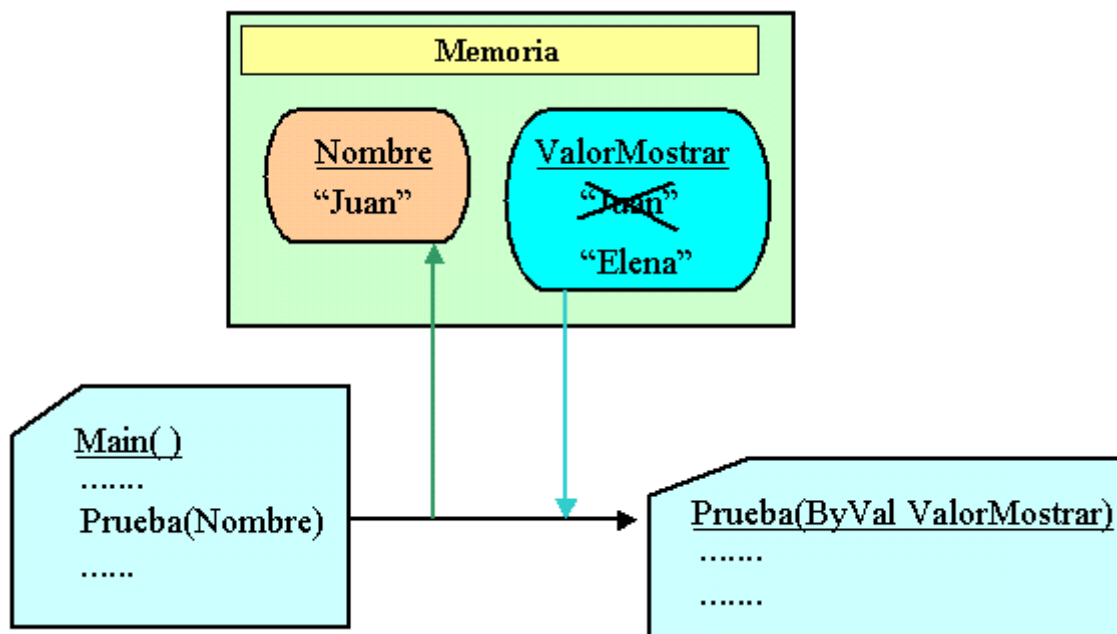 Memoria
Nombre
“Juan”
ValorMostrar
“Juan”
“Elena”
Main( )
.......
Prueba(Nombre)
......
Prueba(ByVal ValorMostrar)
.......
.......